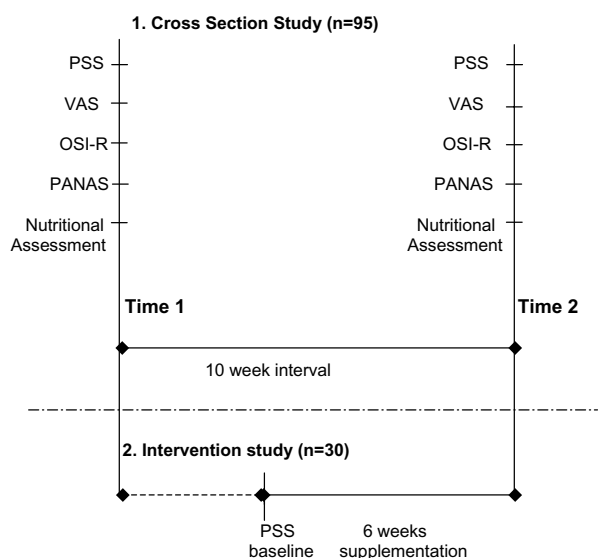 1. Cross Section Study (n=95)
PSS
VAS
OSI-R
PANAS
Nutritional
Assessment
PSS
VAS
OSI-R
PANAS
Nutritional
Assessment
Time 1
Time 2
10 week interval
2. Intervention study (n=30)
PSS
baseline
6 weeks
supplementation